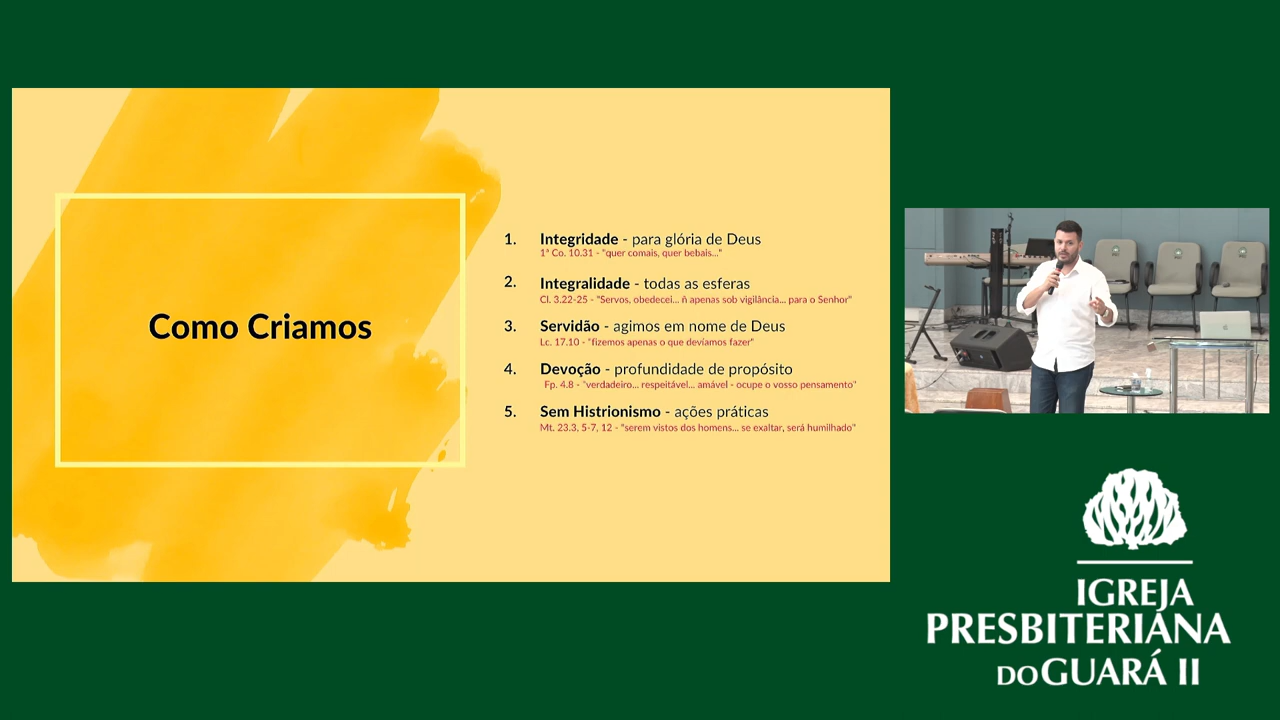 Como Criamos
1. Integridade - para glória de Deus
1ª Co. 10.31 - "quer comais, quer bebais..."
2. Integralidade - todas as esferas
Cl. 3.22-25 - "Servos, obedecei... ñ apenas sob vigilância... para o Senhor"
3. Servidão - agimos em nome de Deus
Lc. 17.10 - "fizemos apenas o que devíamos fazer"
4. Devoção - profundidade de propósito
Fp. 4.8 - "verdadeiro... respeitável... amável - ocupe o vosso pensamento"
5. Sem Histrionismo - ações práticas
Mt. 23.3, 5-7, 12 - "serem vistos dos homens... se exaltar, será humilhado"
IGREJA
PRESBITERIANA
DO GUARÁ II